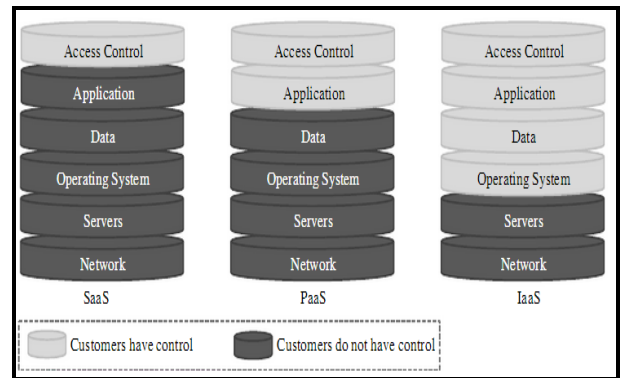 Access Control Access Control Access Control
Application Application Application
Data Data Data
Operating System Operating System Operating System
Servers Servers Servers
Network Network Network
SaaS PaaS IaaS
Customers have control Customers do not have control